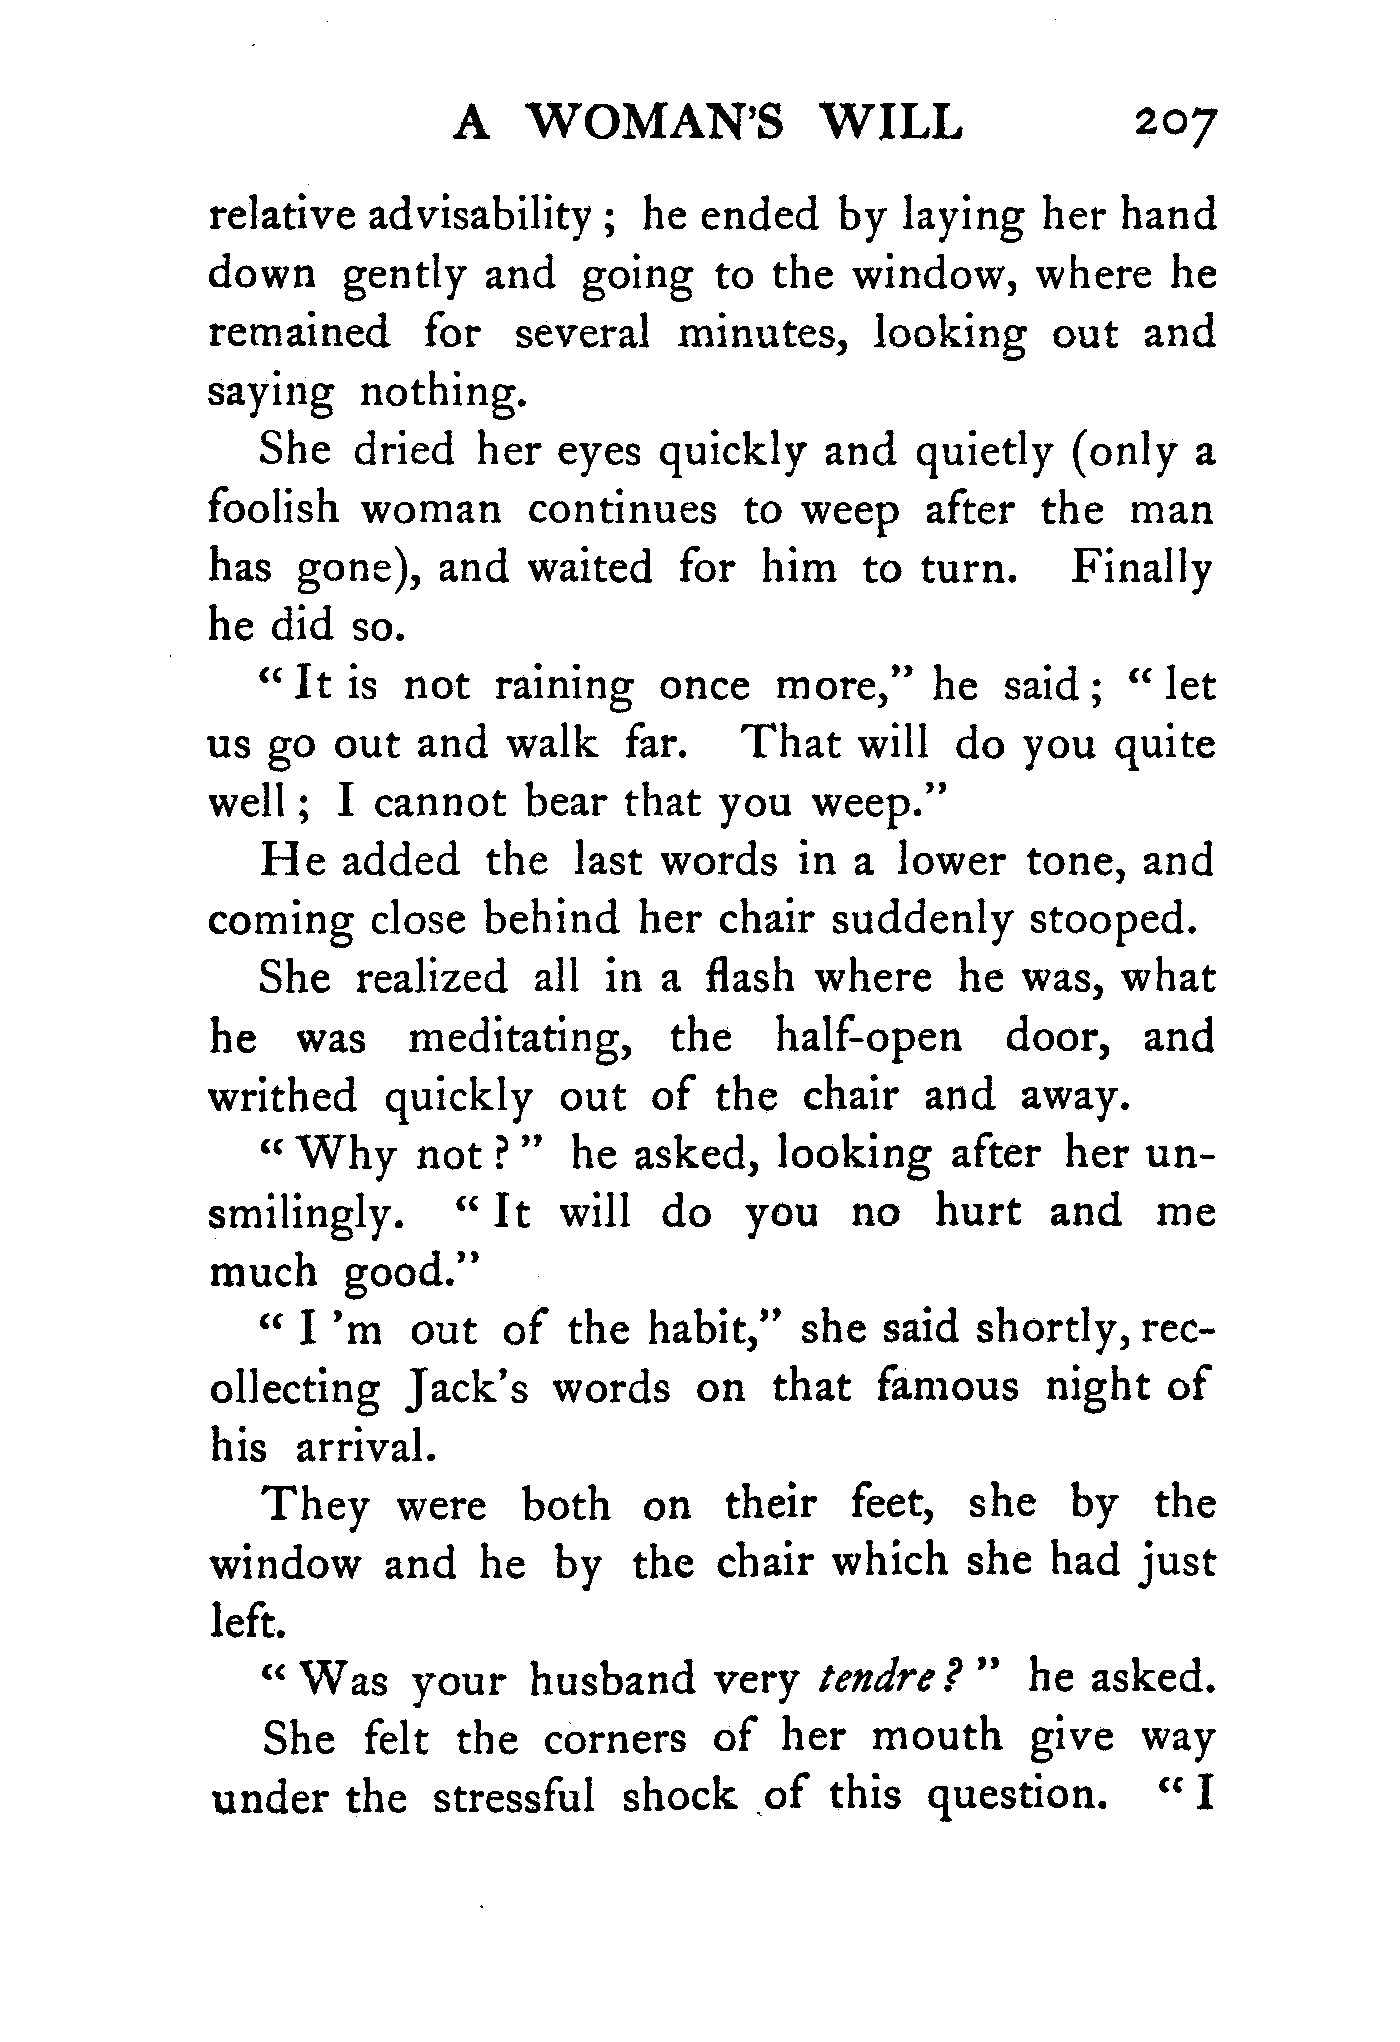 A WOMAN'S WILL 207
relative advisability ; he ended by laying her hand
down gently and going to the window, where he
remained for several minutes, looking out and
saying nothing.
She dried her eyes quickly and quietly (only a
foolish woman continues to weep after the man
has gone), and waited for him to turn. Finally
he did so.
“ It is not raining once more,” he said ; “ let
us go out and walk far. That will do you quite
well ; I cannot bear that you weep.”
He added the last words in a lower tone, and
coming close behind her chair suddenly stooped.
She realized all in a flash where he was, what
he was meditating, the half-open door, and
writhed quickly out of the chair and away.
“ Why not ? ” he asked, looking after her un-
smilingly. “ It will do you no hurt and me
much good.”
“ I 'm out of the habit,” she said shortly, rec-
ollecting Jack's words on that famous night of
his arrival.
They were both on their feet, she by the
window and he by the chair which she had just
left.
“ Was your husband very tendre ? ” he asked.
She felt the corners of her mouth give way
under the stressful shock of this question. “ I